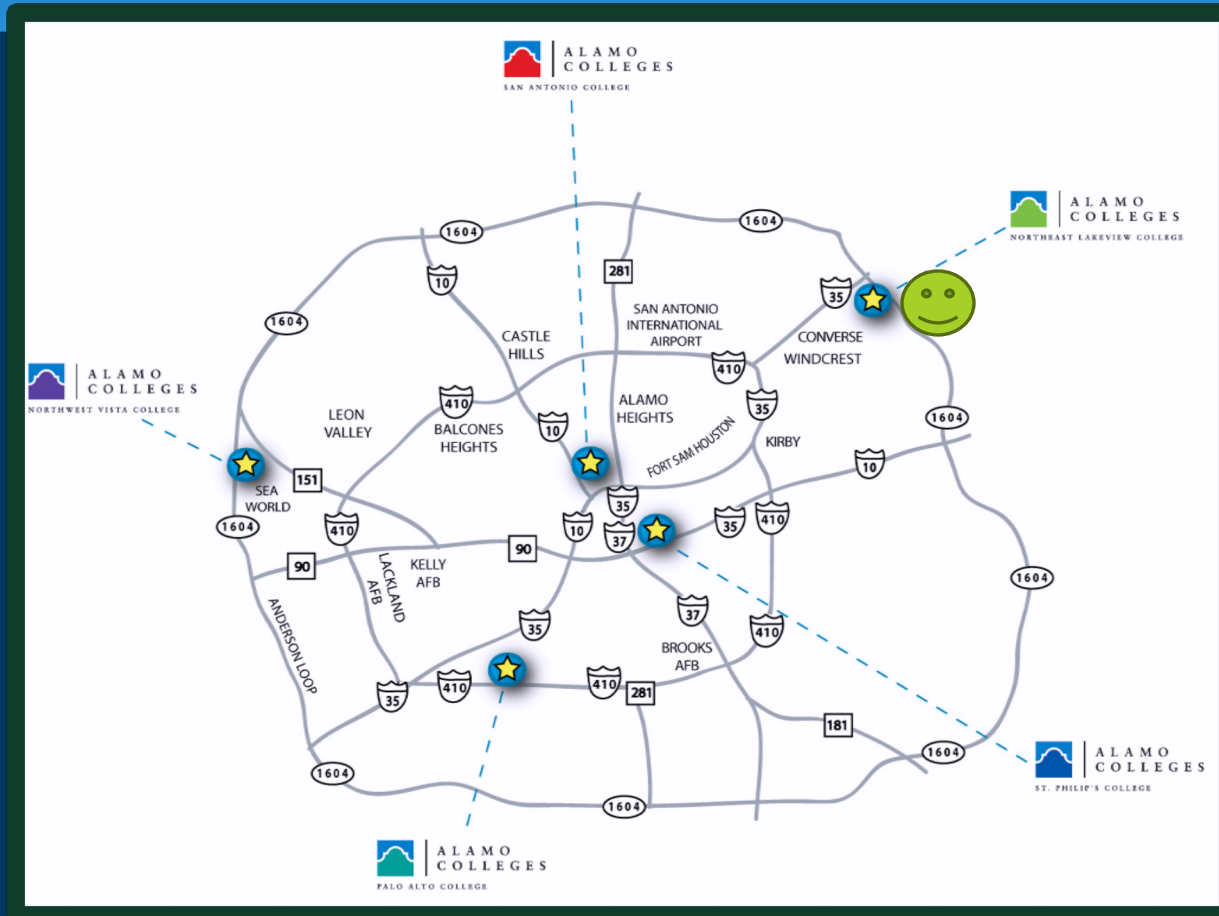 ALAMO
COLLEGES
SAN ANTONIO COLLEGE
ALAMO
COLLEGES
NORTHEAST LAKEVIEW COLLEGE
1604
1604
281
10
35
1604
SAN ANTONIO
INTERNATIONAL
AIRPORT
CASTLE
HILLS
CONVERSE
WINDCREST
410
ALAMO
COLLEGES
NORTHWEST VISTA COLLEGE
410
35
LEON
VALLEY
ALAMO
HEIGHTS
1604
BALCONES
HEIGHTS
10
FORT SAM HOUSTON
KIRBY
10
151
SEA
WORLD
35
1604
410
10
37
35
410
90
90
KELLY
AFB
LACKLAND
AFB
1604
ANDERSON LOOP
37
35
410
BROOKS
AFB
35
410
410
281
181
1604
ALAMO
COLLEGES
ST. PHILIP'S COLLEGE
1604
1604
ALAMO
COLLEGES
PALO ALTO COLLEGE